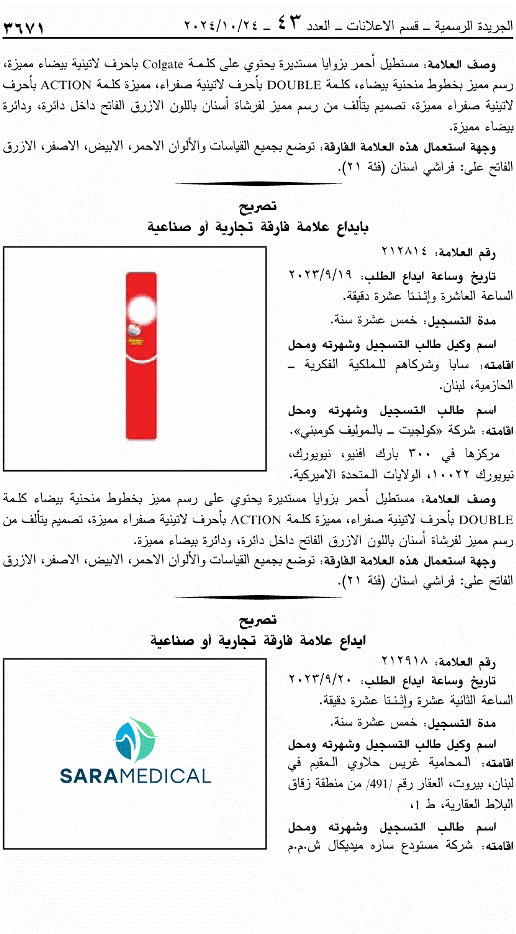 الجريدة الرسمية – قسم الاعلانات – العدد ٤٣ – ٢٠٢٤/١٠/٢٤
٣٦٧١
وصف العلامة: مستطيل أحمر بزوايا مستديرة يحتوي على كلمة Colgate باحرف لاتينية بيضاء مميزة،
رسم مميز بخطوط منحنية بيضاء، كلمة DOUBLE بأحرف لاتينية صفراء، مميزة كلمة ACTION بأحرف
لاتينية صفراء مميزة، تصميم يتألف من رسم مميز لفرشاة أسنان باللون الازرق الفاتح داخل دائرة، ودائرة
بيضاء مميزة.
وجهة استعمال هذه العلامة الفارقة: توضع بجميع القياسات والألوان الاحمر، الابيض، الاصفر، الازرق
الفاتح على: فراشي اسنان (فئة ٢١).
تصريح
بايداع علامة فارقة تجارية أو صناعية
رقم العلامة: ٢١٢٨١٤
تاريخ وساعة ايداع الطلب: ٢٠٢٣/٩/١٩
الساعة العاشرة وإثنتا عشرة دقيقة.
مدة التسجيل: خمس عشرة سنة.
اسم وكيل طالب التسجيل وشهرته ومحل
اقامته: سابا وشركاهم للملكية الفكرية –
الحازمية، لبنان.
اسم طالب التسجيل وشهرته ومحل
اقامته: شركة «كولجيت – بالموليف كومبني».
مركزها في ٣٠٠ بارك افنيو، نيويورك،
نيويورك ١٠٠٢٢، الولايات المتحدة الاميركية.
وصف العلامة: مستطيل أحمر بزوايا مستديرة يحتوي على رسم مميز بخطوط منحنية بيضاء كلمة
DOUBLE بأحرف لاتينية صفراء، مميزة كلمة ACTION بأحرف لاتينية صفراء مميزة، تصميم يتألف من
رسم مميز لفرشاة أسنان باللون الازرق الفاتح داخل دائرة، ودائرة بيضاء مميزة.
وجهة استعمال هذه العلامة الفارقة: توضع بجميع القياسات والألوان الاحمر، الابيض، الاصفر، الازرق
الفاتح على: فراشي اسنان (فئة ٢١).
تصريح
ايداع علامة فارقة تجارية أو صناعية
رقم العلامة: ٢١٢٩١٨
تاريخ وساعة ايداع الطلب: ٢٠٢٣/٩/٢٠
الساعة الثانية عشرة وإثنتا عشرة دقيقة.
مدة التسجيل: خمس عشرة سنة.
اسم وكيل طالب التسجيل وشهرته ومحل
اقامته: المحامية غريس حلاوي المقيم في
لبنان، بيروت، العقار رقم /491/ من منطقة زقاق
البلاط العقارية، ط 1،
اسم طالب التسجيل وشهرته ومحل
اقامته: شركة مستودع ساره ميديكال ش.م.م
SARAMEDICAL